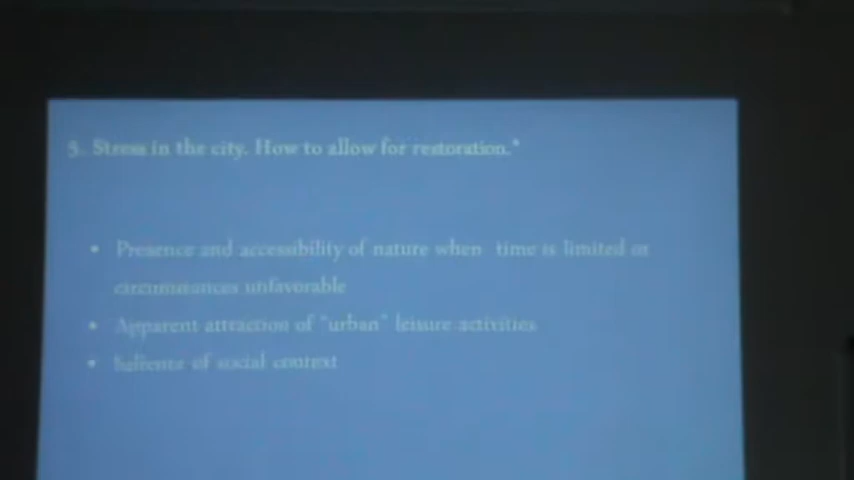 5. Stress in the city. How to allow for restoration.*
• Presence and accessibility of nature when time is limited or
circumstances unfavorable
• Apparent attraction of "urban" leisure activities
• of social context